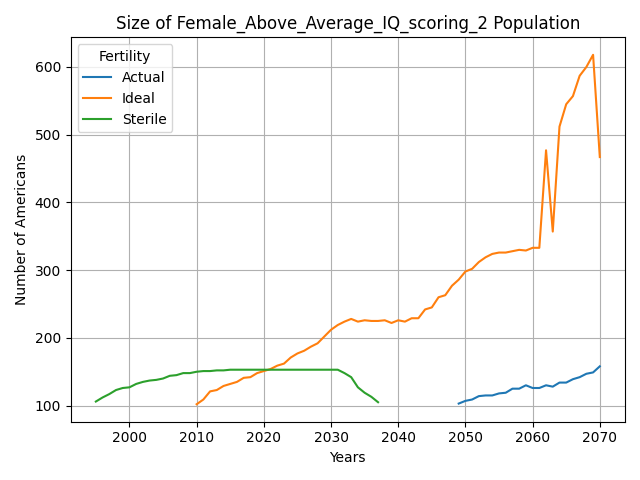 Size of Female_Above_Average_IQ_scoring_2 Population
Fertility
Actual
Ideal
Sterile
Number of Americans
600
500
400
300
200
100
2000
2010
2020
2030
2040
2050
2060
2070
Years